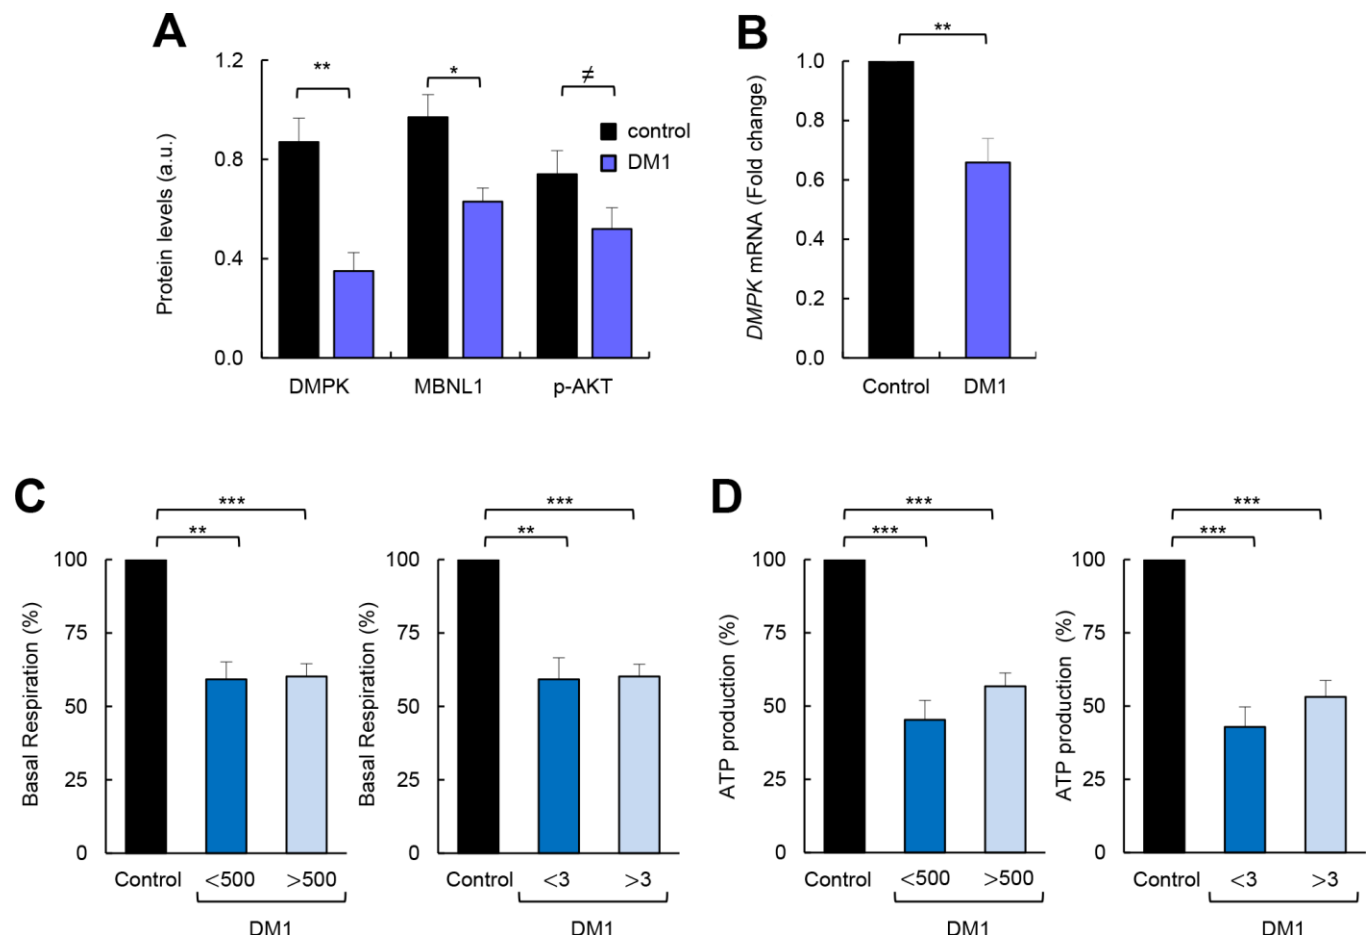 A
Protein levels (a.u.)
1.2
0.8
0.4
0.0
**
*
≠
control
DM1
DMPK MBNL1 p-AKT
B
DMPK mRNA (Fold change)
**
1.0
0.8
0.6
0.4
0.2
0.0
Control DM1
C
Basal Respiration (%)
***
**
100
75
50
25
0
Control <500 >500
DM1
Basal Respiration (%)
***
**
100
75
50
25
0
Control <3 >3
DM1
D
ATP production (%)
***
***
100
75
50
25
0
Control <500 >500
DM1
ATP production (%)
***
***
100
75
50
25
0
Control <3 >3
DM1